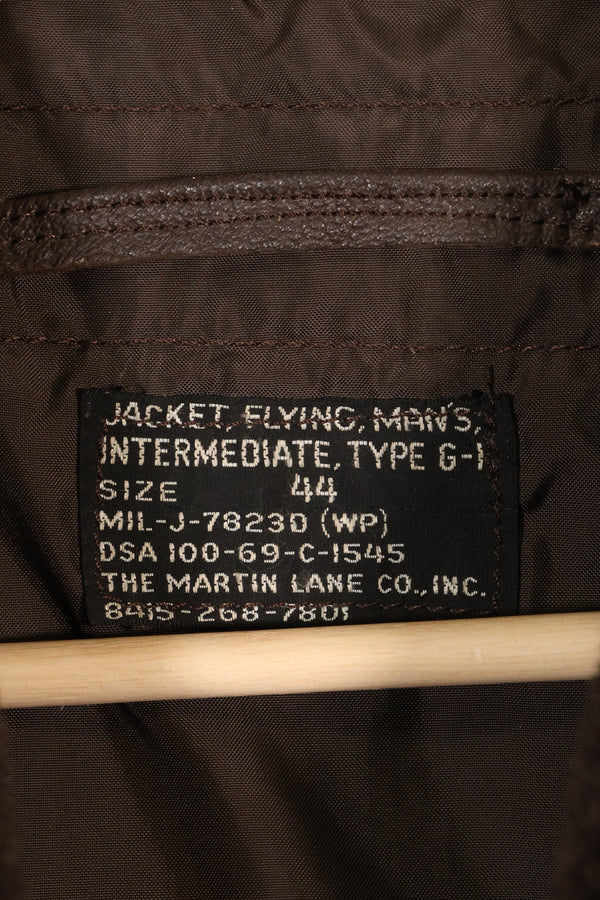 JACKET, FLYING, MAN'S,
INTERMEDIATE, TYPE G-1
SIZE 44
MIL-J-7823D (WP)
DSA 100-69-C-1545
THE MARTIN LANE CO., INC.
8415-268-7801